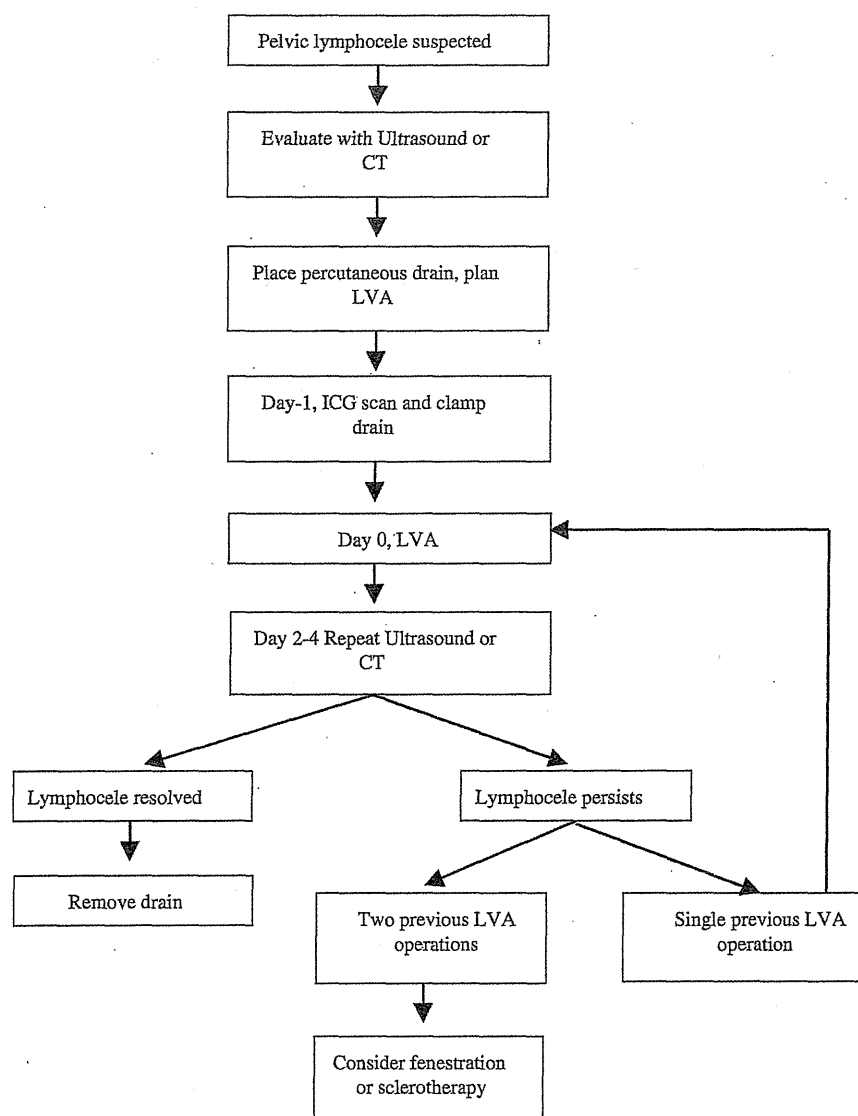 Pelvic lymphocele suspected
Evaluate with Ultrasound or
CT
Place percutaneous drain, plan
LVA
Day-1, ICG scan and clamp
drain
Day 0, LVA
Day 2-4 Repeat Ultrasound or
CT
Lymphocele resolved
Lymphocele persists
Remove drain
Two previous LVA
operations
Single previous LVA
operation
Consider fenestration
or sclerotherapy